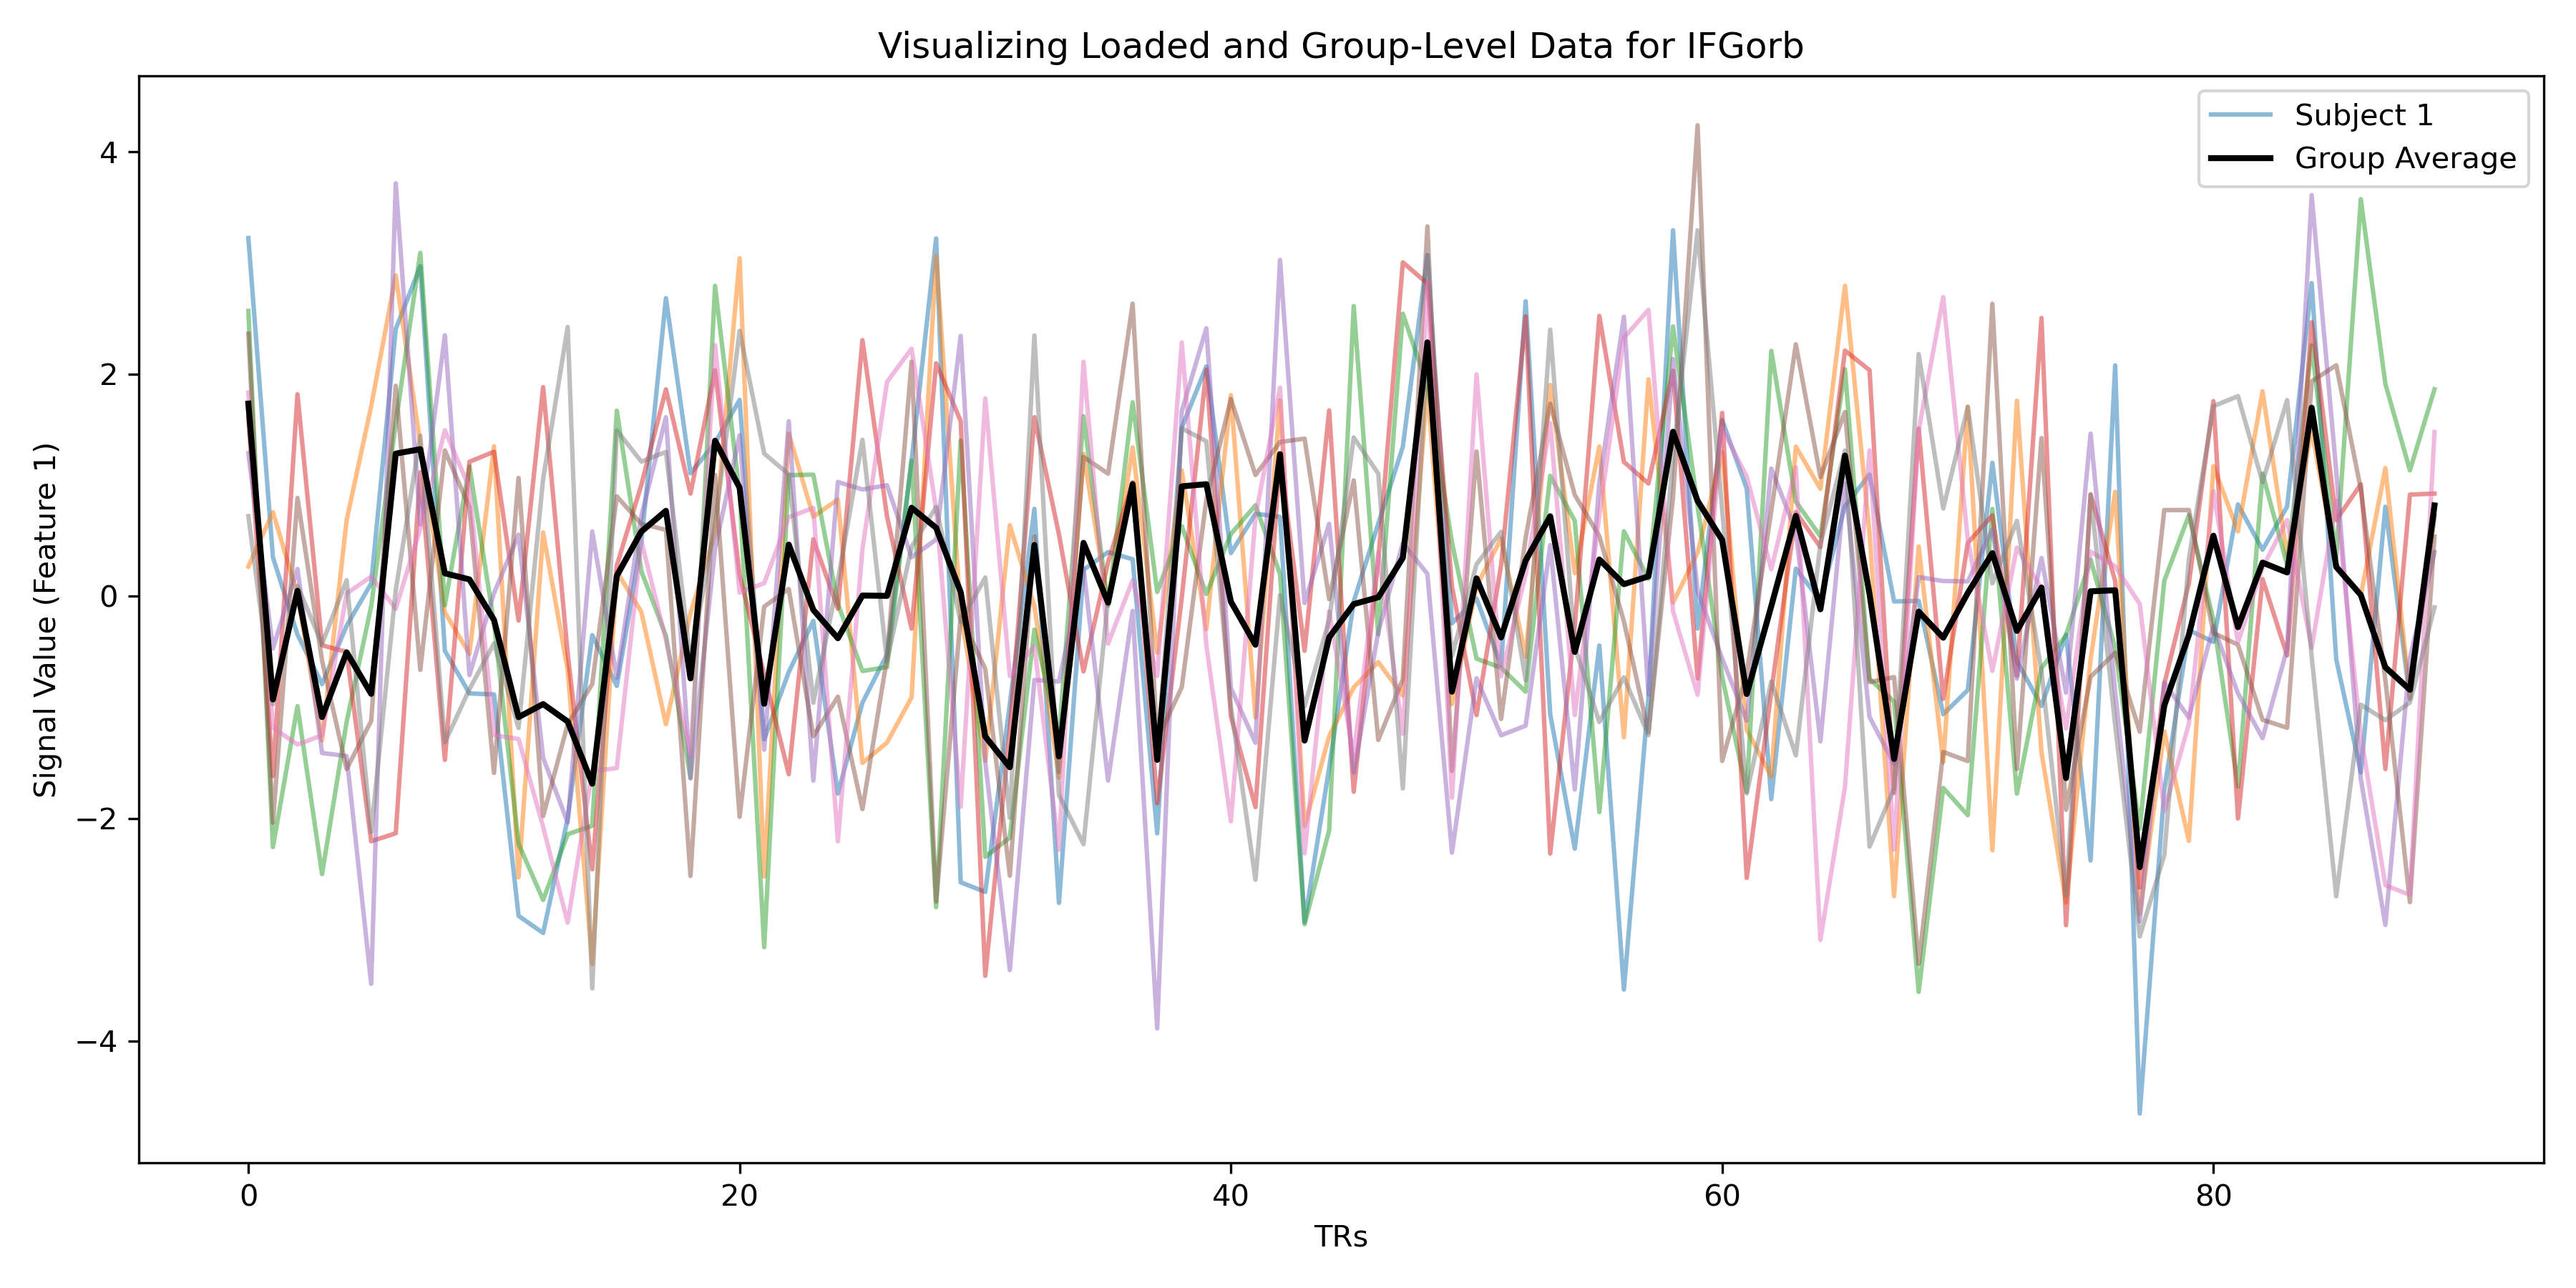 Visualizing Loaded and Group-Level Data for IFGorb
Subject 1
Group Average
Signal Value (Feature 1)
4
2
0
−2
−4
0 20 40 60 80
TRs